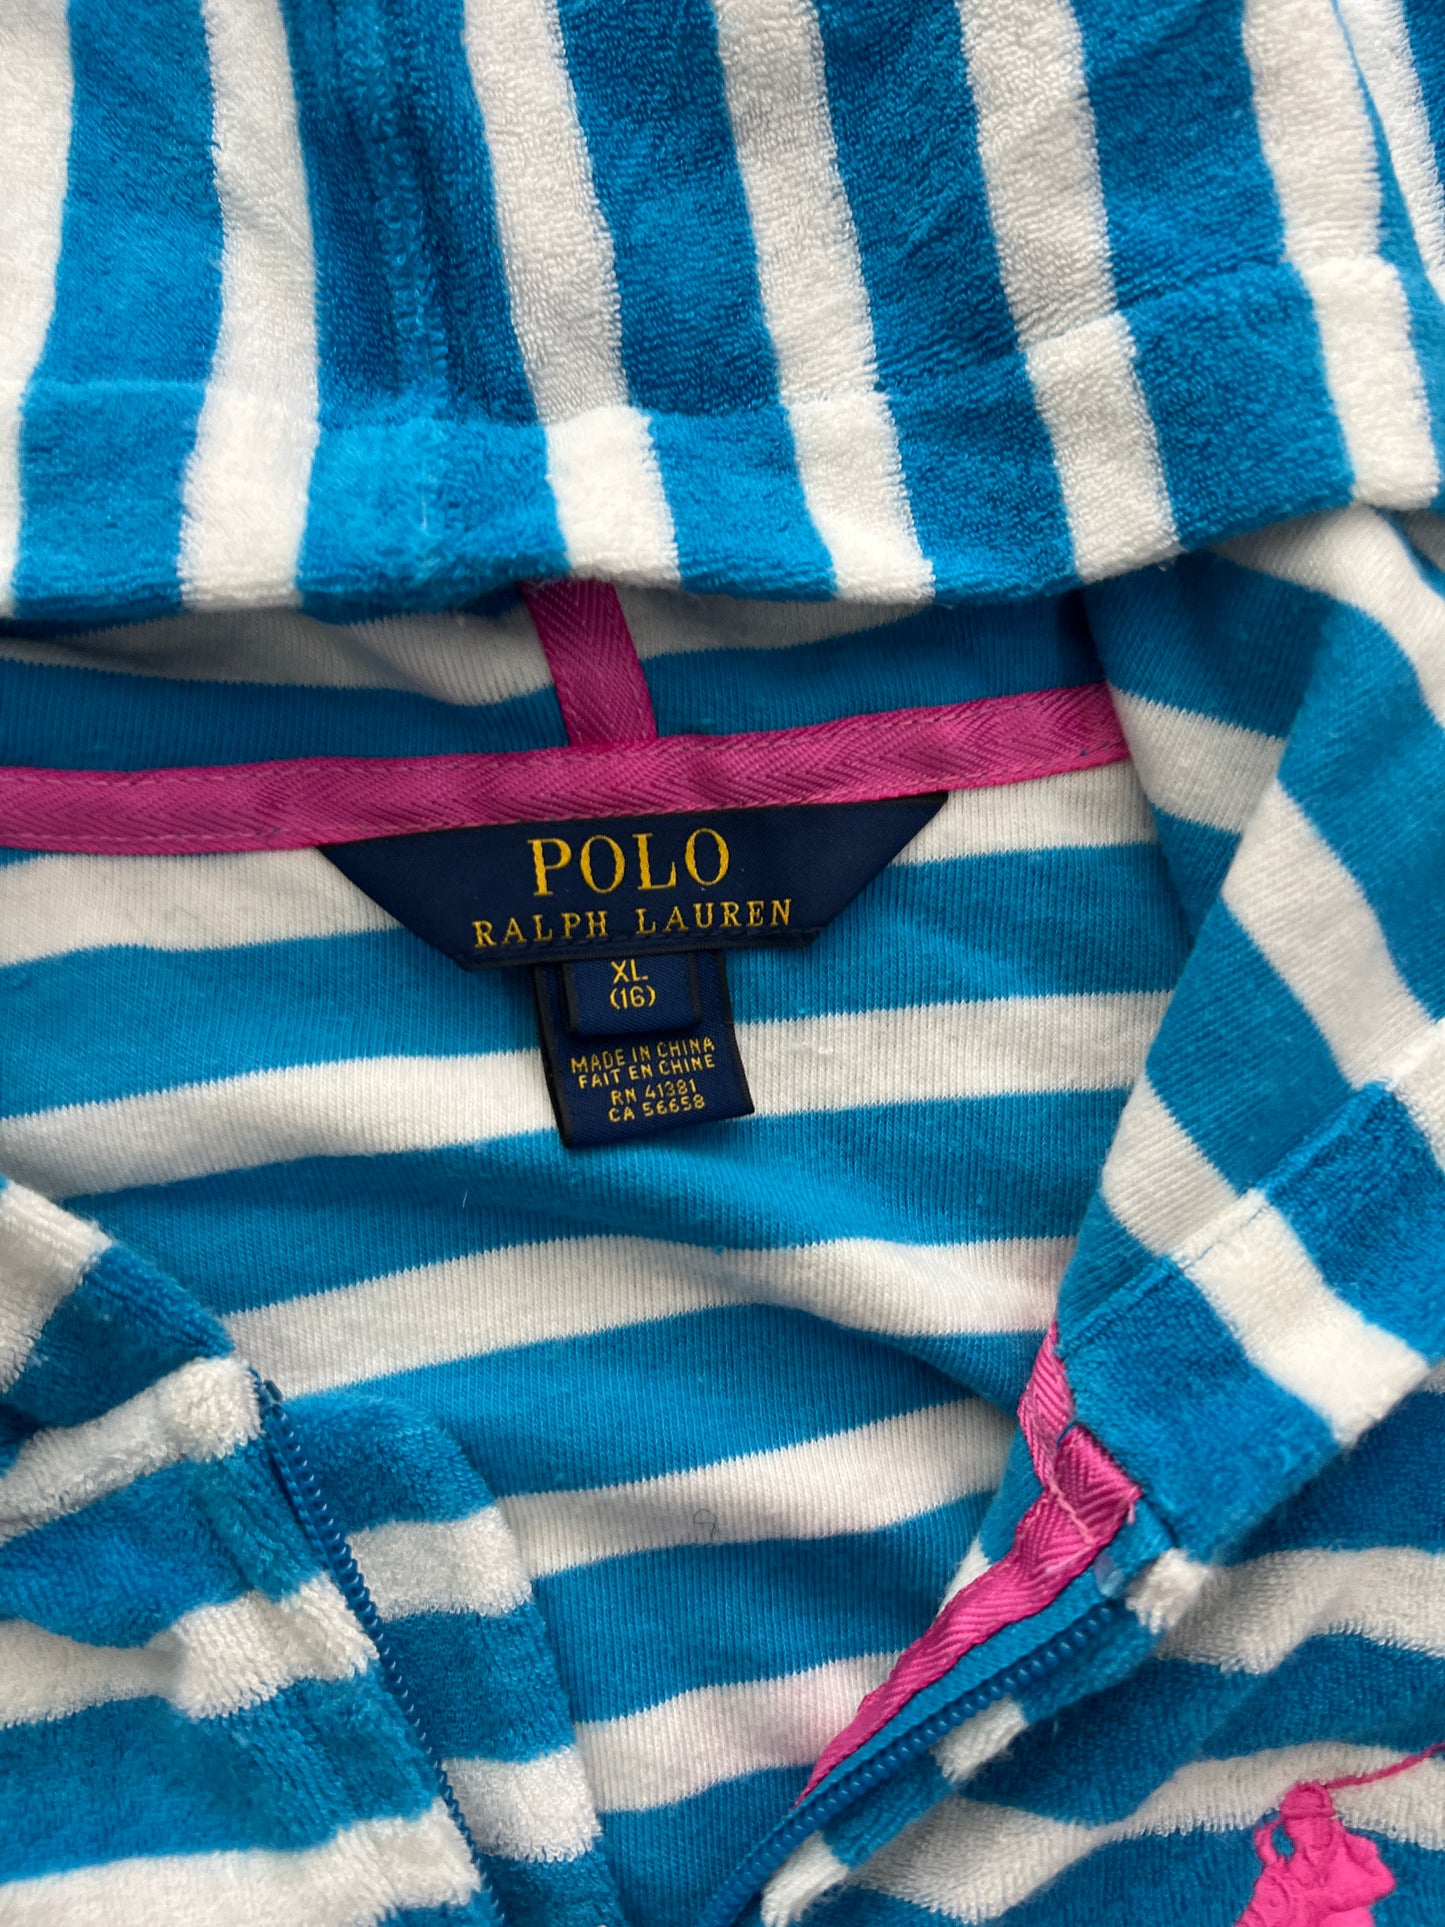 POLO
RALPH LAUREN
XL
(16)
MADE IN CHINA
FAIT EN CHINE
RN 41381
CA 56658